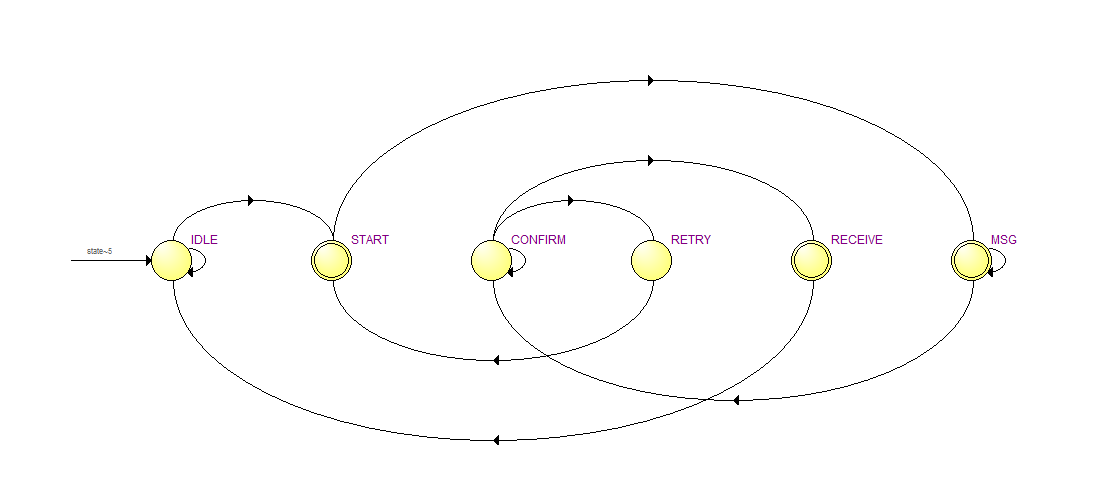 IDLE
START
CONFIRM
RETRY
RECEIVE
MSG
state~5